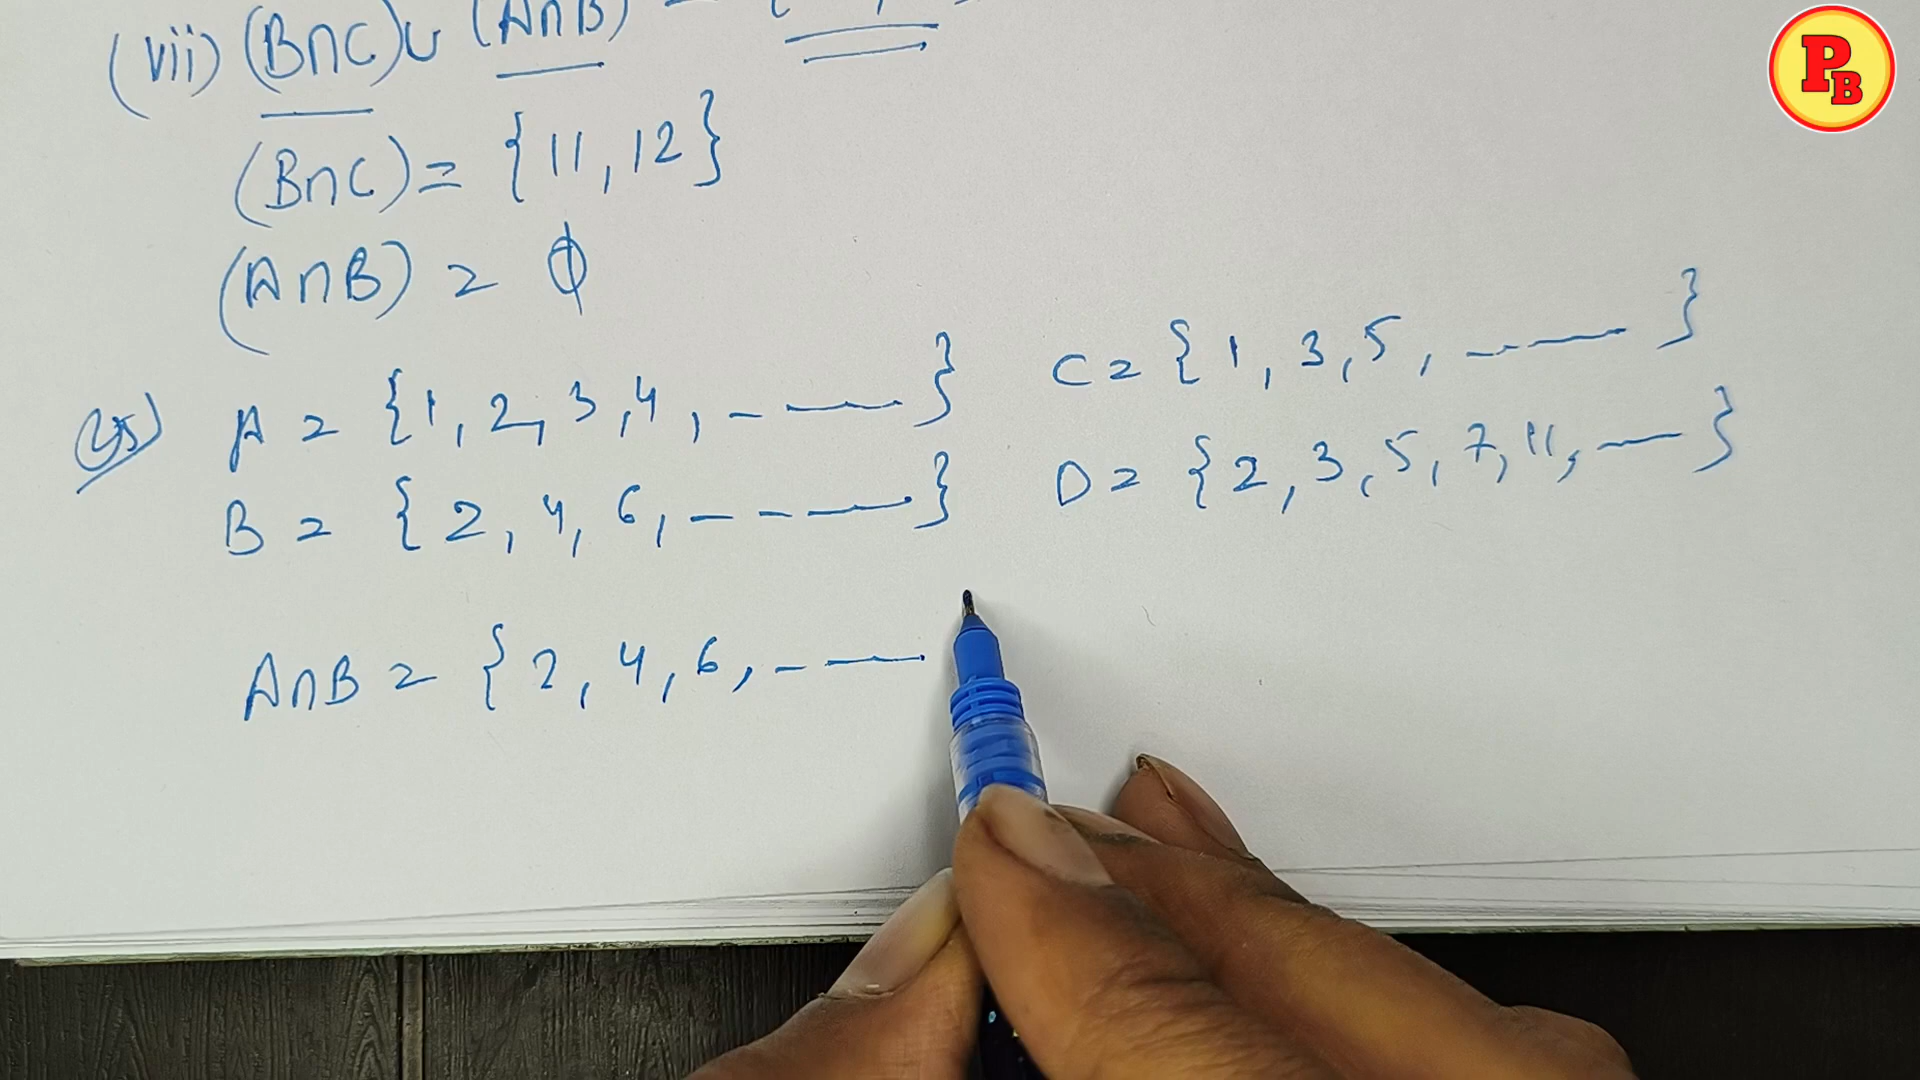 (vii) (B∩C)∪ (A∩B)
(B∩C) = {11, 12}
(A∩B) = ϕ
A = {1, 2, 3, 4, - —— }
B = { 2, 4, 6, - - —— }
C = { 1, 3, 5, - —— }
D = { 2, 3, 5, 7, 11, —— }
A∩B = { 2, 4, 6, - ——
PB